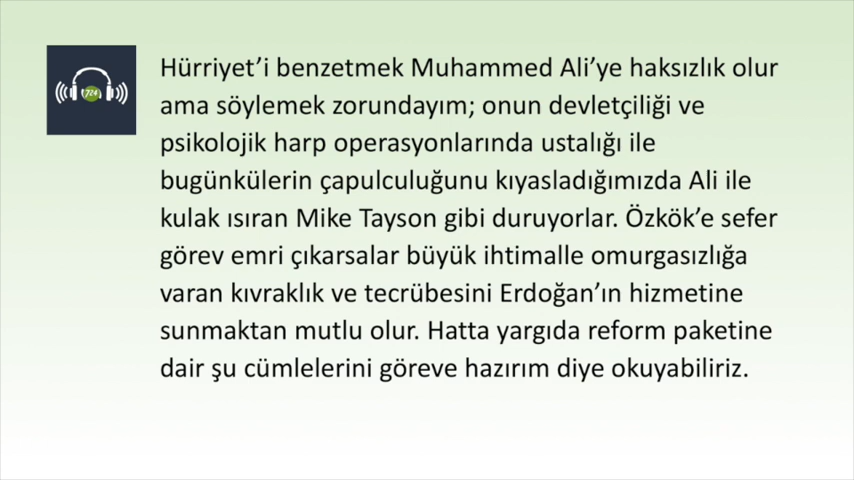 7/24
Hürriyet’i benzetmek Muhammed Ali’ye haksızlık olur
ama söylemek zorundayım; onun devletçiliği ve
psikolojik harp operasyonlarında ustalığı ile
bugünkülerin çapulculuğunu kıyasladığımızda Ali ile
kulak ısıran Mike Tayson gibi duruyorlar. Özkök’e sefer
görev emri çıkarsalar büyük ihtimalle omurgasızlığa
varan kıvraklık ve tecrübesini Erdoğan’ın hizmetine
sunmaktan mutlu olur. Hatta yargıda reform paketine
dair şu cümlelerini göreve hazırım diye okuyabiliriz.